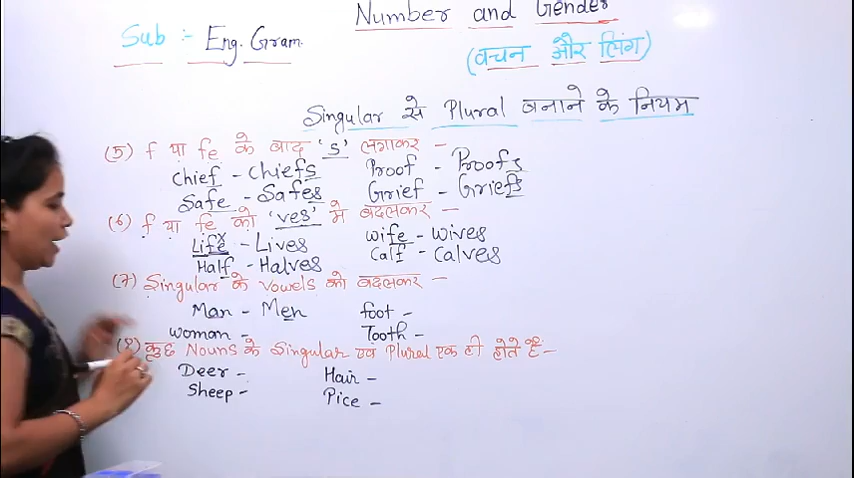 Number and Gender
Sub :- Eng. Gram.
(वचन और लिंग)
Singular से Plural बनाने के नियम
(5) f या fe के बाद 's' लगाकर -
Chief - Chiefs Proof - Proofs
Safe - Safes Grief - Griefs
(6) f या fe को 'ves' मे बदलकर -
Life - Lives wife - wives
Half - Halves Calf - Calves
(7) Singular के Vowels को बदलकर -
Man - Men foot -
woman - Tooth -
(8) कुछ Nouns के Singular एवं Plural एक ही होते हैं -
Deer - Hair -
Sheep - Pice -